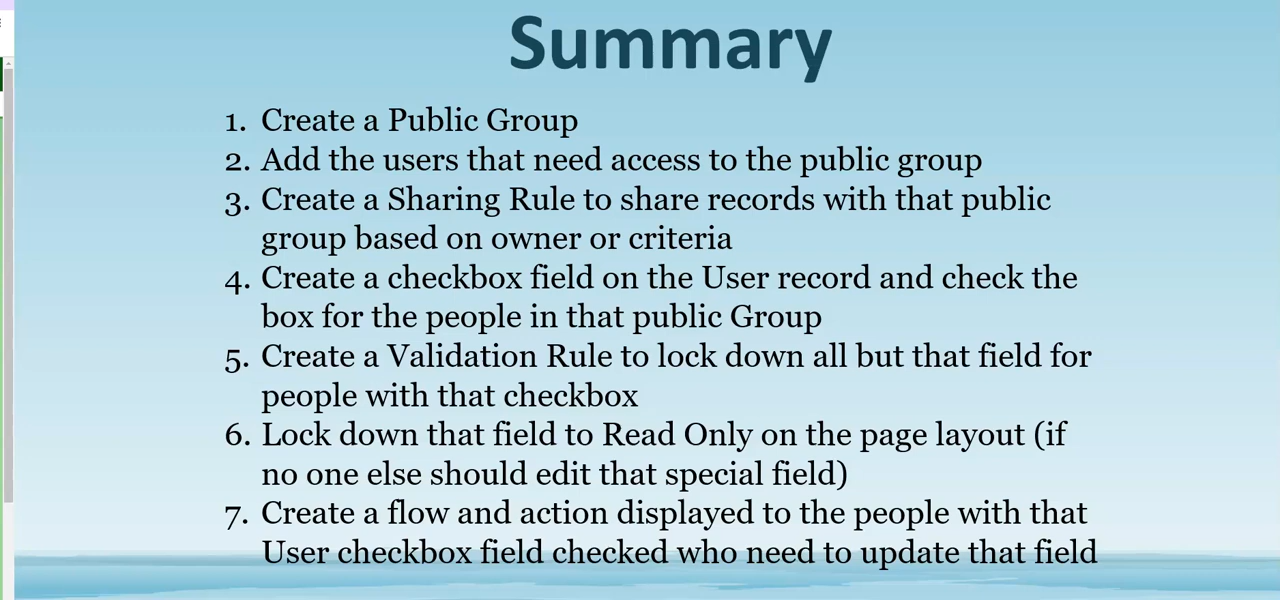 Summary
1. Create a Public Group
2. Add the users that need access to the public group
3. Create a Sharing Rule to share records with that public
group based on owner or criteria
4. Create a checkbox field on the User record and check the
box for the people in that public Group
5. Create a Validation Rule to lock down all but that field for
people with that checkbox
6. Lock down that field to Read Only on the page layout (if
no one else should edit that special field)
7. Create a flow and action displayed to the people with that
User checkbox field checked who need to update that field